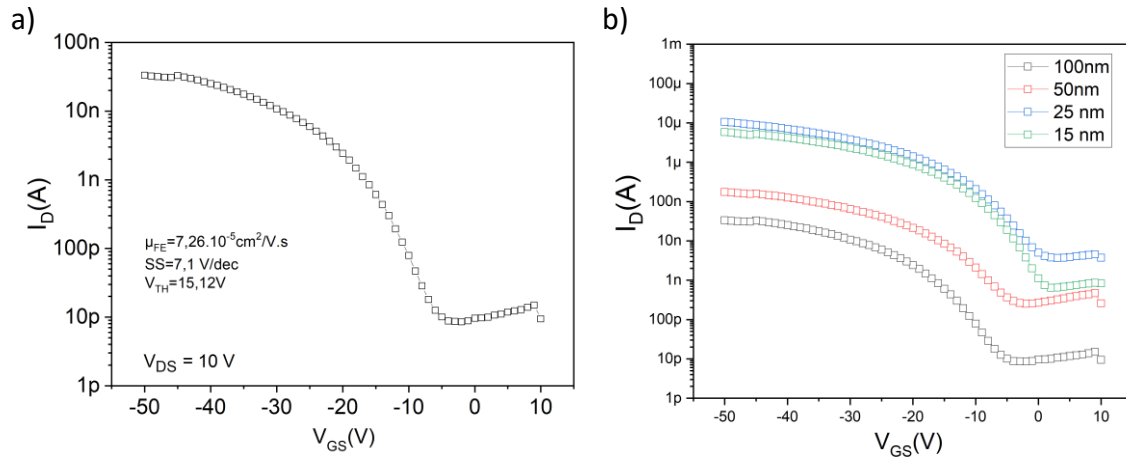 a)
100n
10n
1n
100p
10p
1p
I_D(A)
μ_FE=7,26.10^-5cm²/V.s
SS=7,1 V/dec
V_TH=15,12V
V_DS = 10 V
-50 -40 -30 -20 -10 0 10
V_GS(V)
b)
1m
100μ
10μ
1μ
100n
10n
1n
100p
10p
1p
I_D(A)
100nm
50nm
25 nm
15 nm
-50 -40 -30 -20 -10 0 10
V_GS(V)